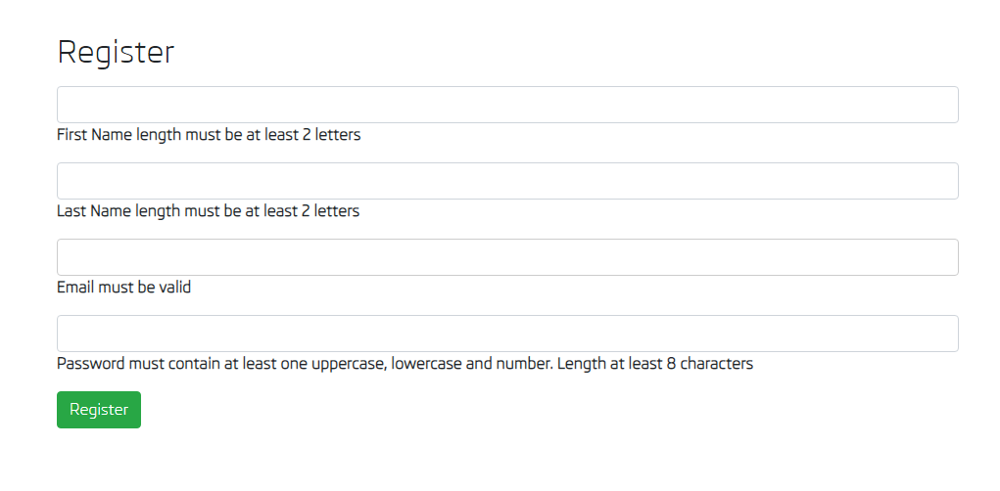 Register
First Name length must be at least 2 letters
Last Name length must be at least 2 letters
Email must be valid
Password must contain at least one uppercase, lowercase and number. Length at least 8 characters
Register